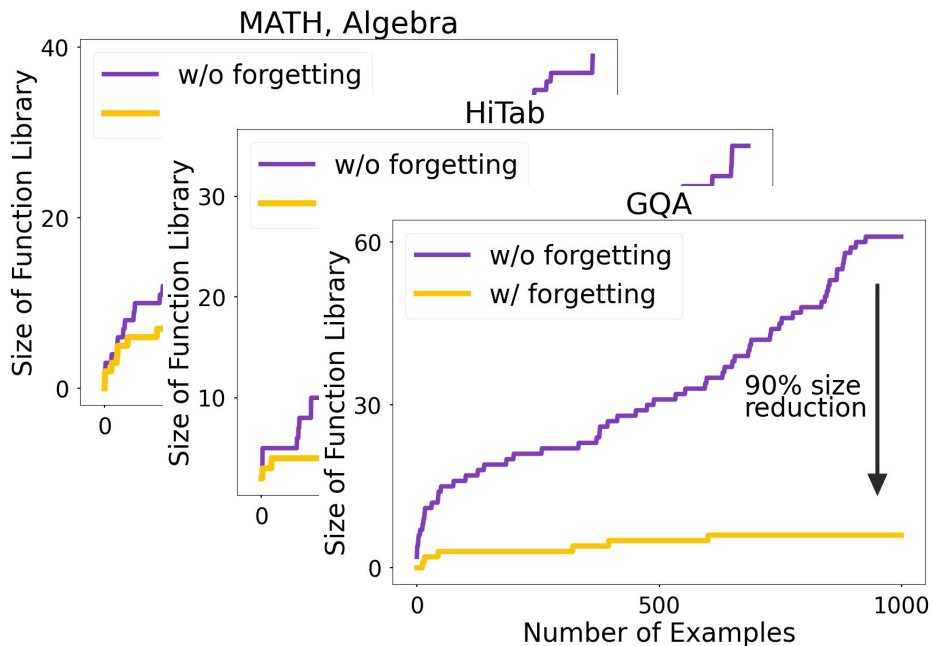 MATH, Algebra
Size of Function Library
40
20
0
0
w/o forgetting
HiTab
Size of Function Library
30
20
10
0
w/o forgetting
GQA
Size of Function Library
60
30
0
w/o forgetting
w/ forgetting
90% size
reduction
0
500
1000
Number of Examples